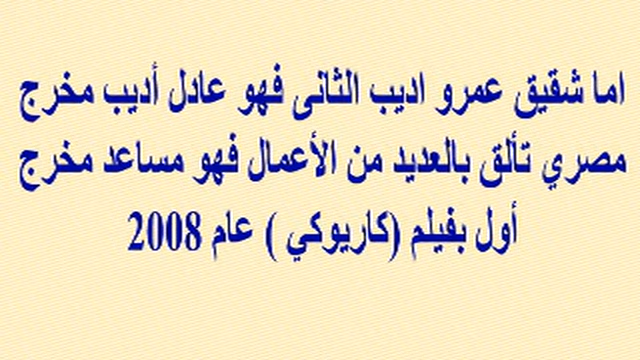 اما شقيق عمرو اديب الثانى فهو عادل أديب مخرج
مصري تألق بالعديد من الأعمال فهو مساعد مخرج
أول بفيلم (كاريوكي ) عام 2008